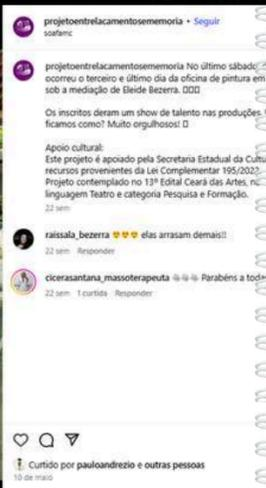 projetoentrelacamentosememoria • Seguir
soafamc
projetoentrelacamentosememoria No último sábado
ocorreu o terceiro e último dia da oficina de pintura em
sob a mediação de Eleide Bezerra. 

Os inscritos deram um show de talento nas produções
ficamos como? Muito orgulhosos! 

Apoio cultural:
Este projeto é apoiado pela Secretaria Estadual da Cultu
recursos provenientes da Lei Complementar 195/2022.
Projeto contemplado no 13º Edital Ceará das Artes, na
linguagem Teatro e categoria Pesquisa e Formação.
22 sem
raissala_bezerra 😍😍😍 elas arrasam demais!!
22 sem Responder
cicerasantana_massoterapeuta 👏👏👏 Parabéns a toda
22 sem 1 curtida Responder
Curtido por pauloandrezio e outras pessoas
10 de maio